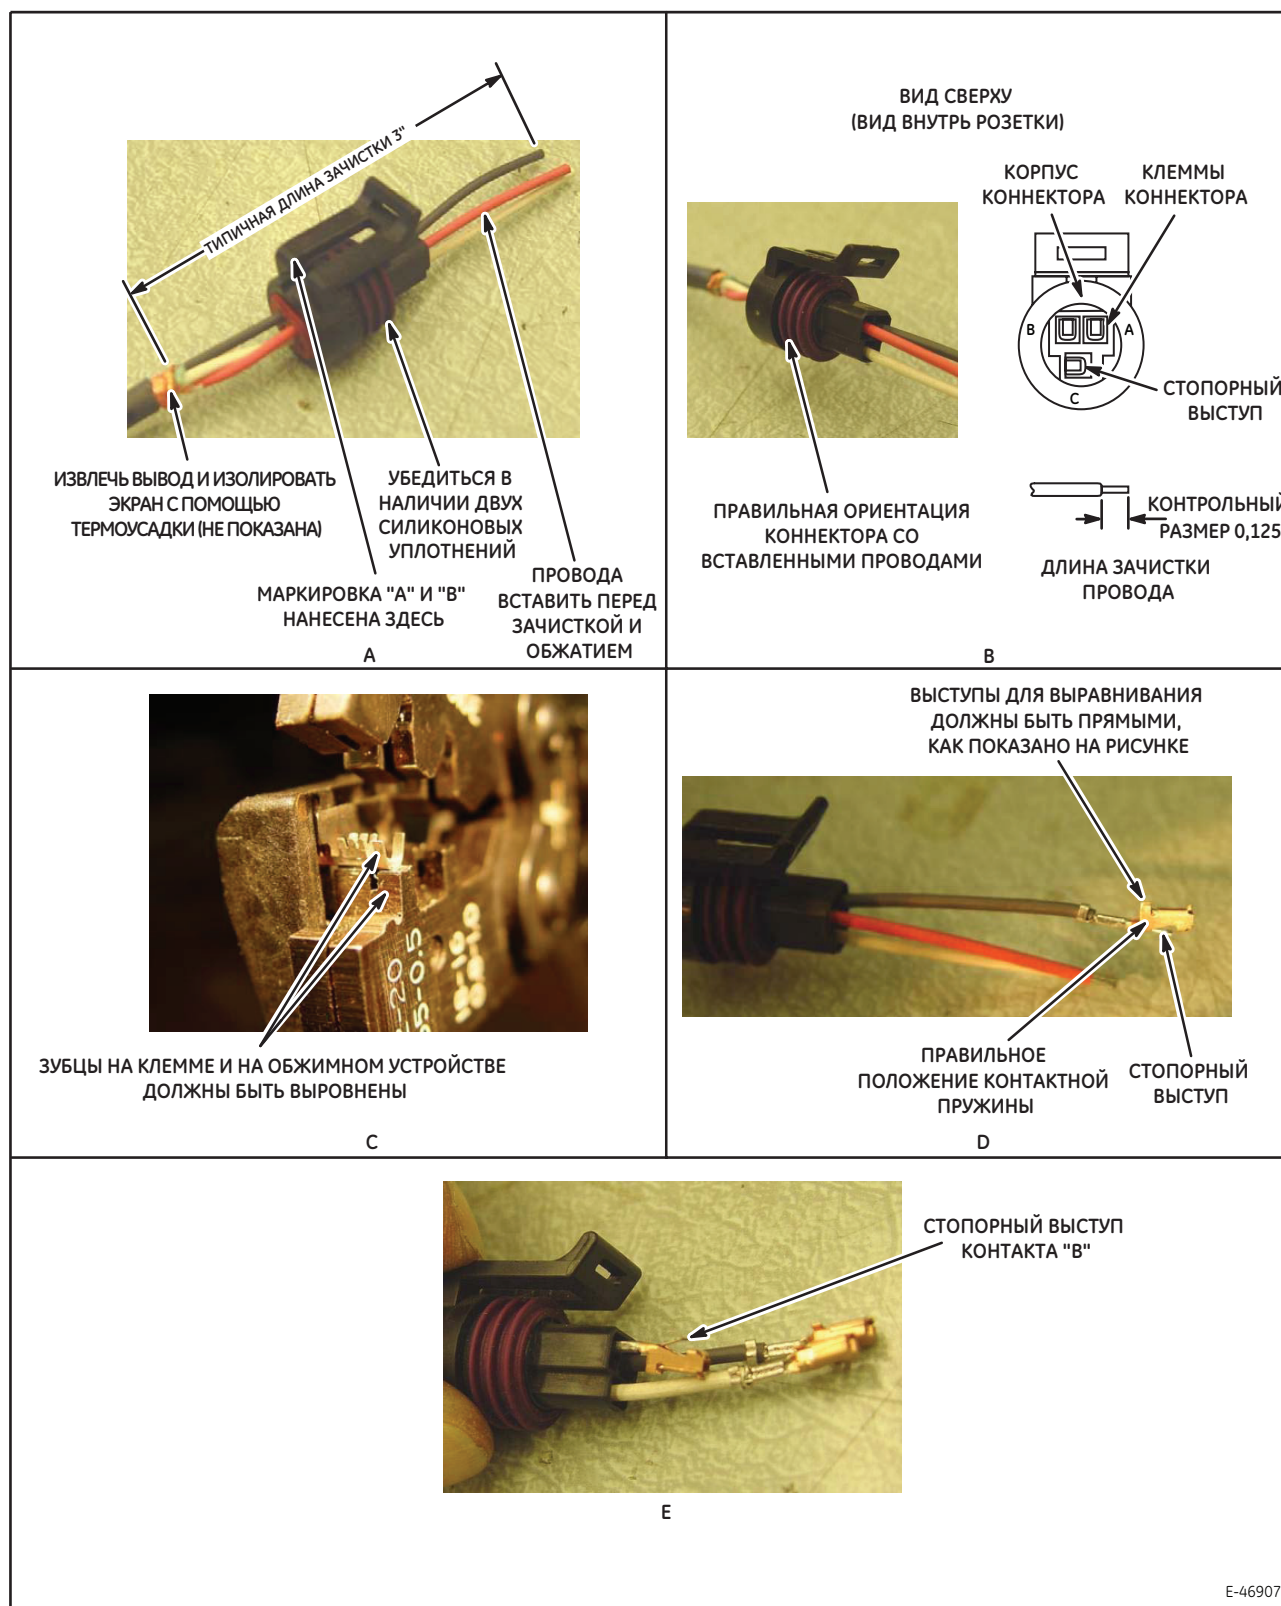 ТИПИЧНАЯ ДЛИНА ЗАЧИСТКИ 3"
ИЗВЛЕЧЬ ВЫВОД И ИЗОЛИРОВАТЬ
ЭКРАН С ПОМОЩЬЮ
ТЕРМОУСАДКИ (НЕ ПОКАЗАНА)
УБЕДИТЬСЯ В
НАЛИЧИИ ДВУХ
СИЛИКОНОВЫХ
УПЛОТНЕНИЙ
МАРКИРОВКА "A" И "B"
НАНЕСЕНА ЗДЕСЬ
ПРОВОДА
ВСТАВИТЬ ПЕРЕД
ЗАЧИСТКОЙ И
ОБЖАТИЕМ
A
ВИД СВЕРХУ
(ВИД ВНУТРЬ РОЗЕТКИ)
КОРПУС
КОННЕКТОРА
КЛЕММЫ
КОННЕКТОРА
B
A
C
СТОПОРНЫЙ
ВЫСТУП
ПРАВИЛЬНАЯ ОРИЕНТАЦИЯ
КОННЕКТОРА СО
ВСТАВЛЕННЫМИ ПРОВОДАМИ
КОНТРОЛЬНЫЙ
РАЗМЕР 0,125
ДЛИНА ЗАЧИСТКИ
ПРОВОДА
B
ЗУБЦЫ НА КЛЕММЕ И НА ОБЖИМНОМ УСТРОЙСТВЕ
ДОЛЖНЫ БЫТЬ ВЫРОВНЕНЫ
C
ВЫСТУПЫ ДЛЯ ВЫРАВНИВАНИЯ
ДОЛЖНЫ БЫТЬ ПРЯМЫМИ,
КАК ПОКАЗАНО НА РИСУНКЕ
ПРАВИЛЬНОЕ
ПОЛОЖЕНИЕ КОНТАКТНОЙ
ПРУЖИНЫ
СТОПОРНЫЙ
ВЫСТУП
D
СТОПОРНЫЙ ВЫСТУП
КОНТАКТА "B"
E
E-46907